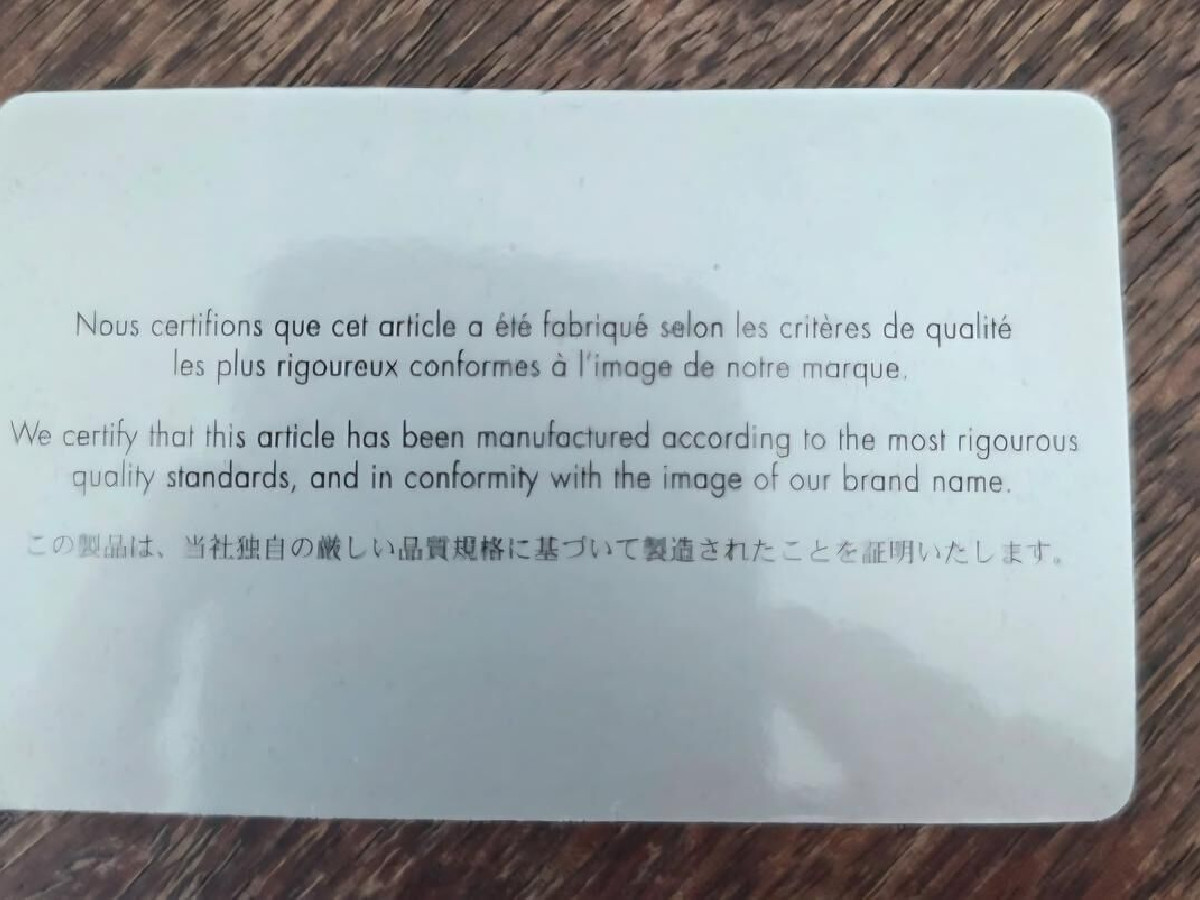 Nous certifions que cet article a été fabriqué selon les critères de qualité
les plus rigoureux conformes à l'image de notre marque.
We certify that this article has been manufactured according to the most rigourous
quality standards, and in conformity with the image of our brand name.
この製品は、当社独自の厳しい品質規格に基づいて製造されたことを証明いたします。